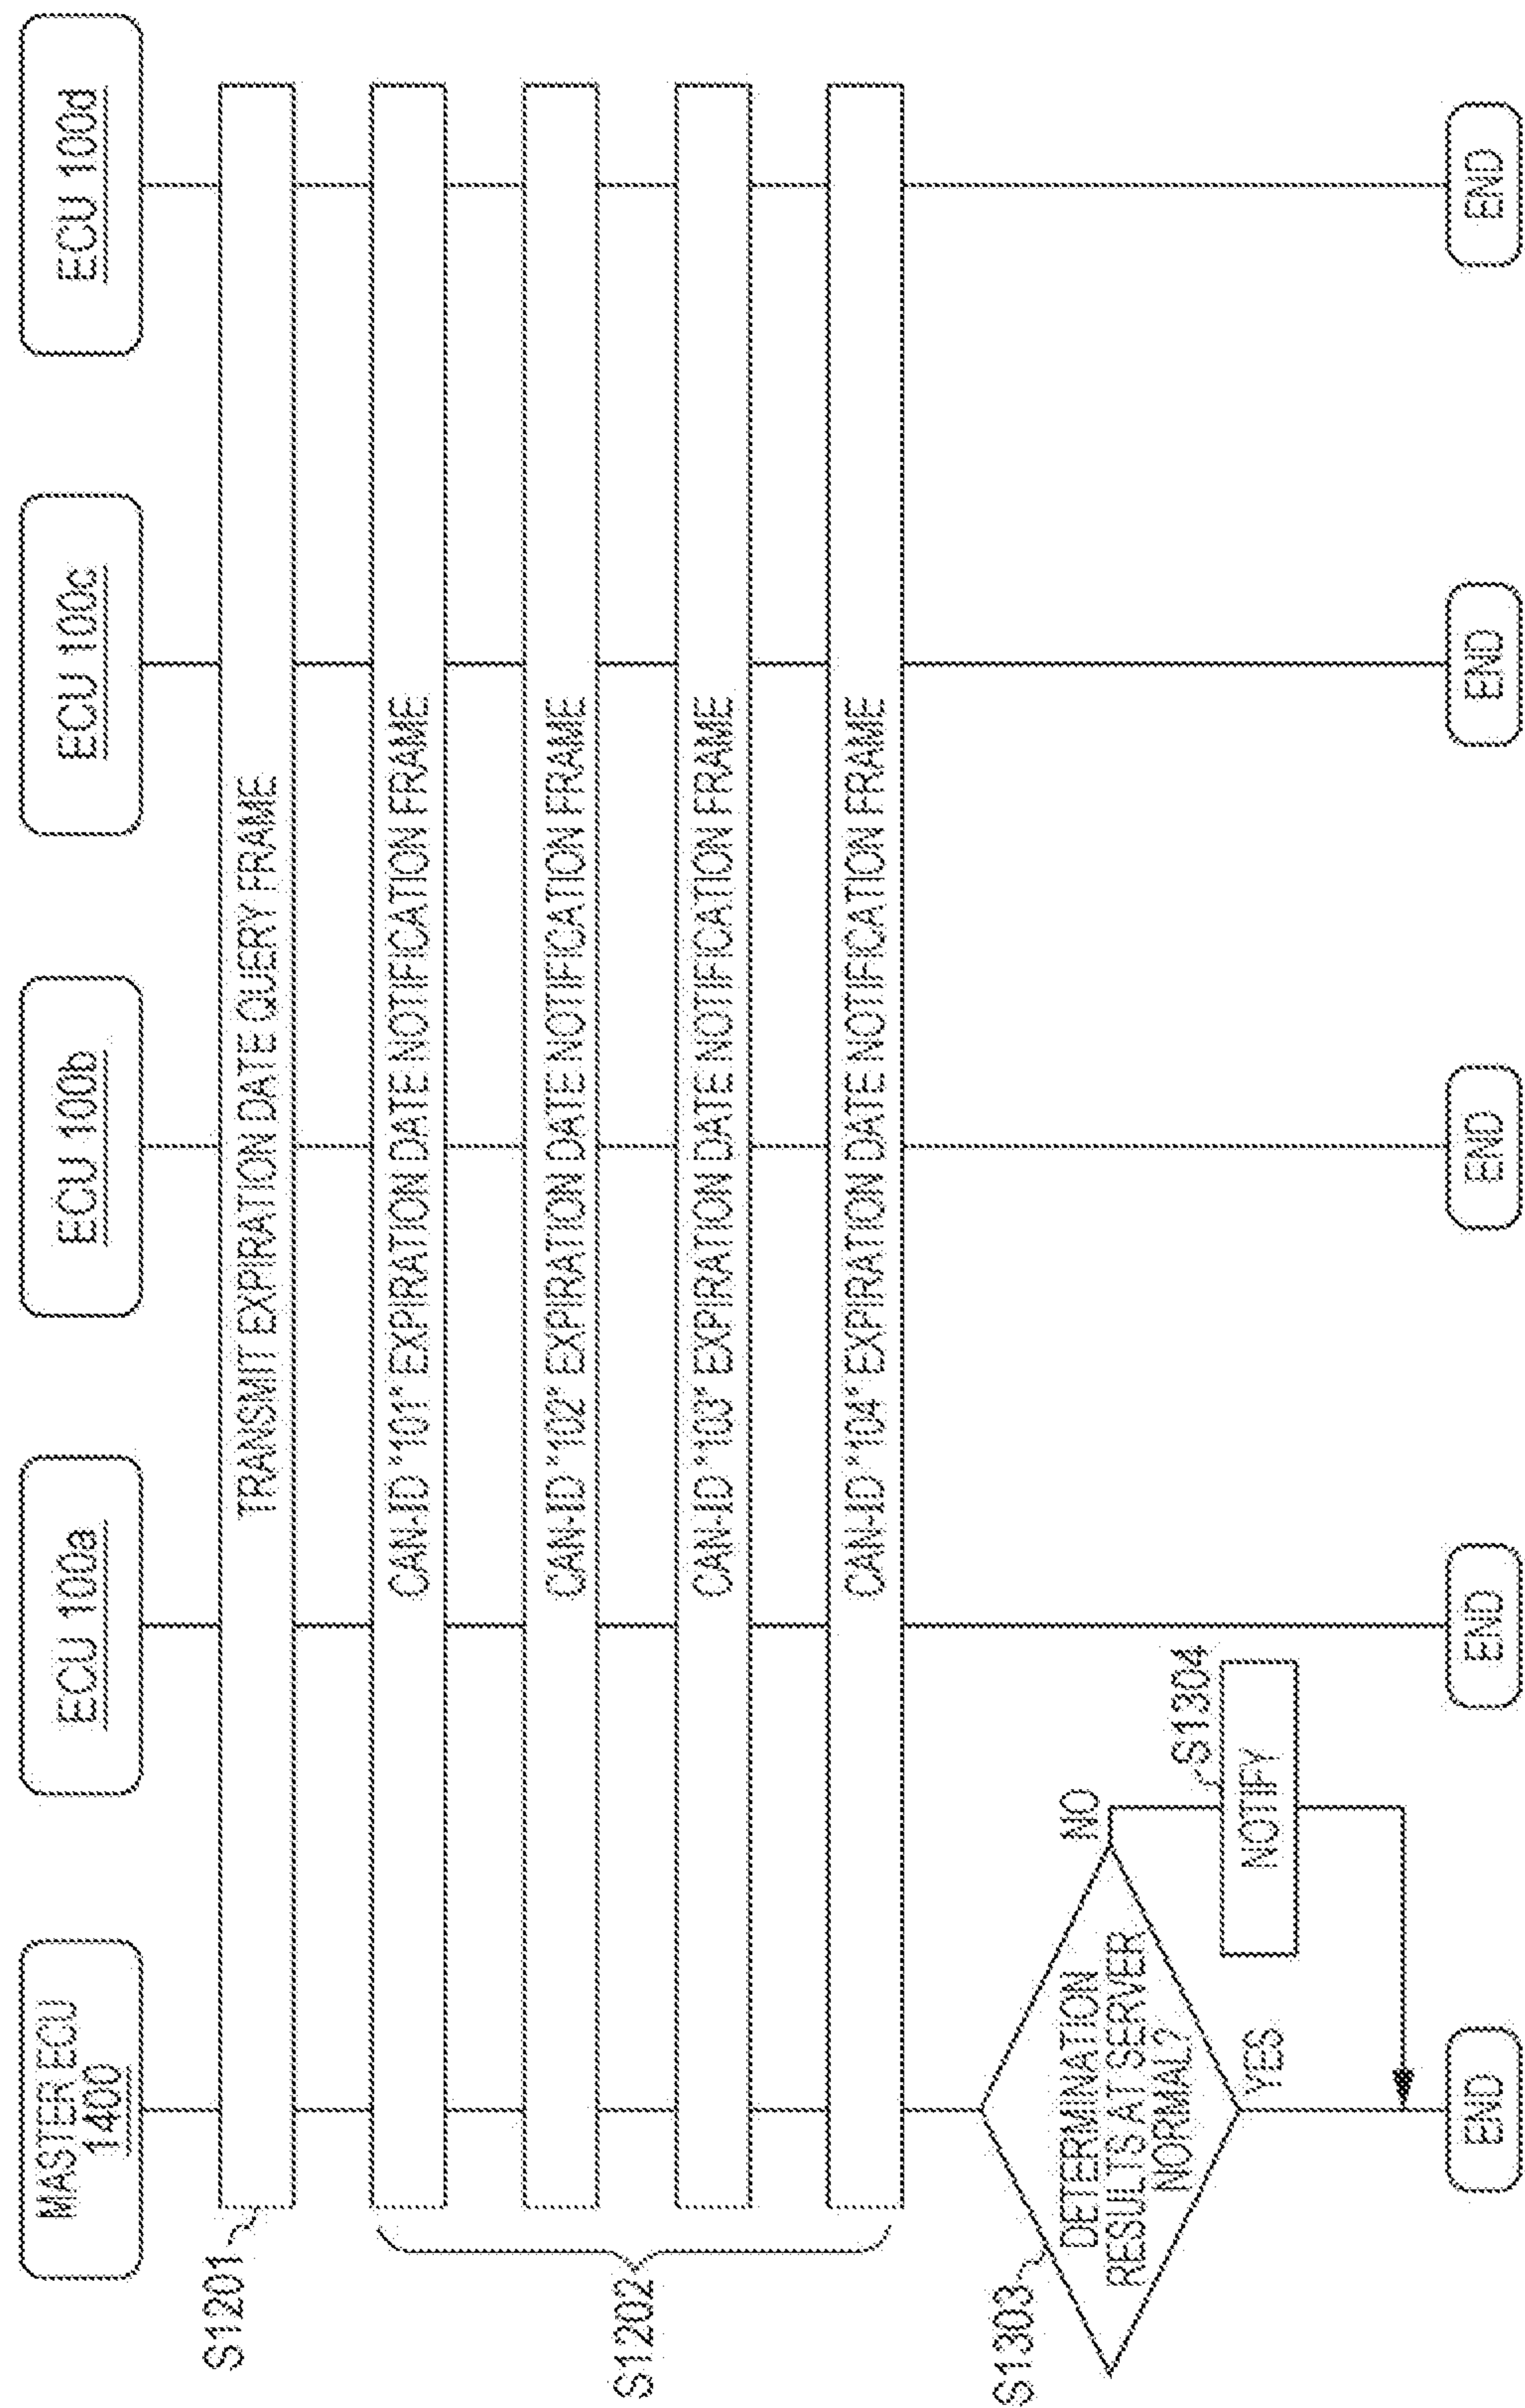 MASTER ECU
1400
ECU 100a
ECU 100b
ECU 100c
ECU 100d
S1201
TRANSMIT EXPIRATION DATE QUERY FRAME
S1202
CAN-ID "101" EXPIRATION DATE NOTIFICATION FRAME
CAN-ID "102" EXPIRATION DATE NOTIFICATION FRAME
CAN-ID "103" EXPIRATION DATE NOTIFICATION FRAME
CAN-ID "104" EXPIRATION DATE NOTIFICATION FRAME
S1303
DETERMINATION
RESULTS AT SERVER
NORMAL?
NO
S1304
NOTIFY
YES
END
END
END
END
END